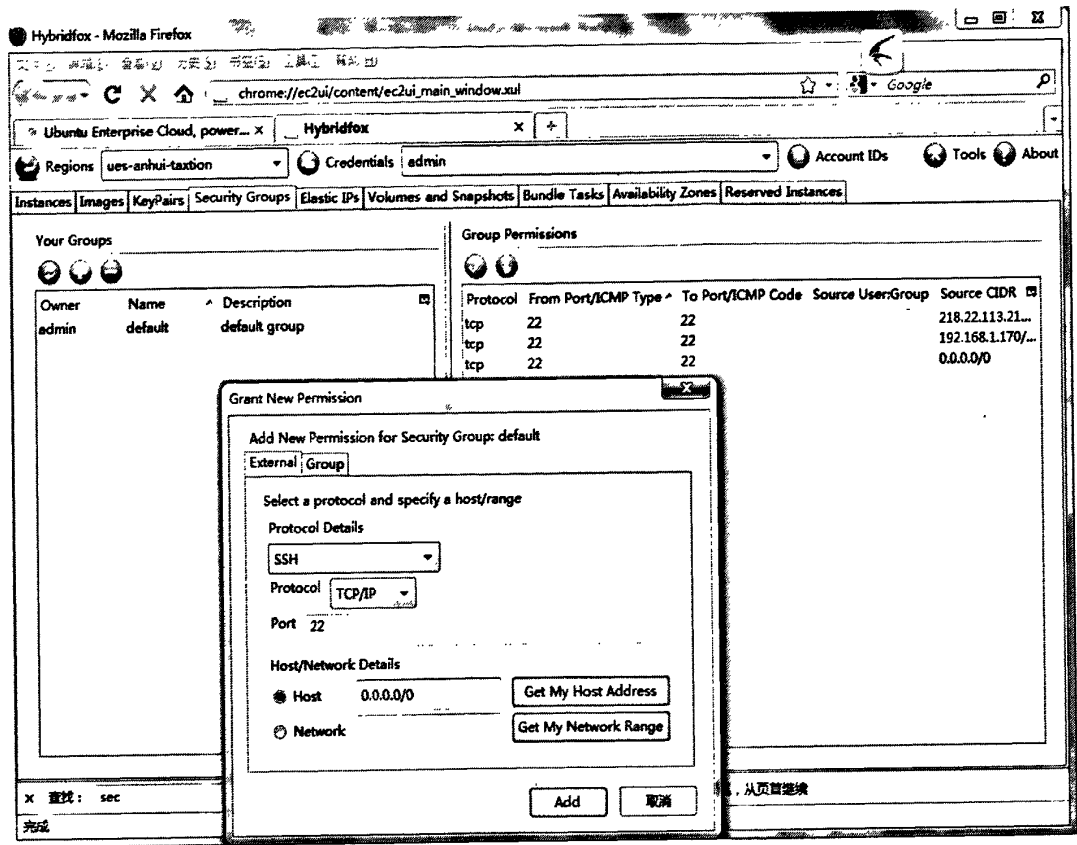 Hybridfox - Mozilla Firefox
chrome://ec2ui/content/ec2ui_main_window.xul
Google
Ubuntu Enterprise Cloud, power... ×
Hybridfox ×
Regions ues-anhui-taxtion Credentials admin Account IDs Tools About
Instances Images KeyPairs Security Groups Elastic IPs Volumes and Snapshots Bundle Tasks Availability Zones Reserved Instances
Your Groups
Owner Name Description
admin default default group
Group Permissions
Protocol From Port/ICMP Type To Port/ICMP Code Source User:Group Source CIDR
tcp 22 22 218.22.113.21...
tcp 22 22 192.168.1.170/...
tcp 22 22 0.0.0.0/0
Grant New Permission
Add New Permission for Security Group: default
External Group
Select a protocol and specify a host/range
Protocol Details
SSH
Protocol TCP/IP
Port 22
Host/Network Details
Host 0.0.0.0/0 Get My Host Address
Network Get My Network Range
Add 取消
x 查找: sec
，从页首继续
完成